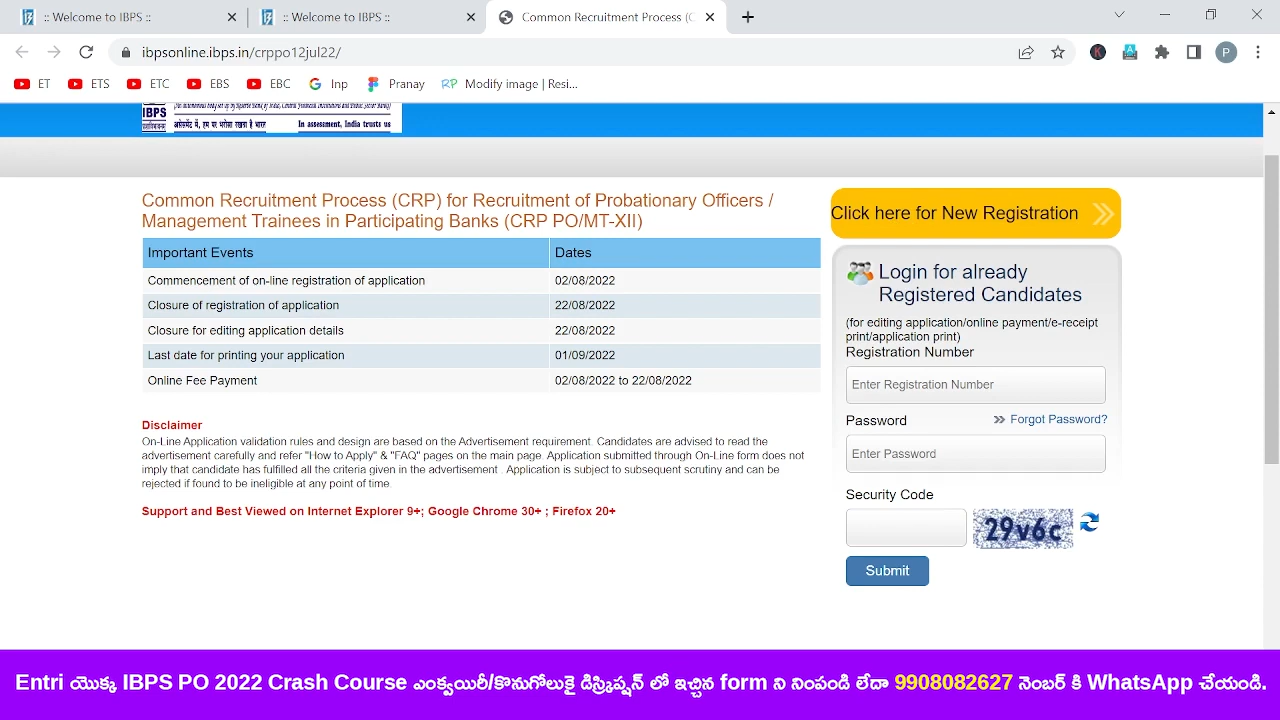 :: Welcome to IBPS ::
:: Welcome to IBPS ::
Common Recruitment Process (C
ibpsonline.ibps.in/crppo12jul22/
P
ET
ETS
ETC
EBS
EBC
Inp
Pranay
RP Modify image | Resi...
IBPS
In assessment, India trusts us
Common Recruitment Process (CRP) for Recruitment of Probationary Officers /
Management Trainees in Participating Banks (CRP PO/MT-XII)
Important Events Dates
Commencement of on-line registration of application 02/08/2022
Closure of registration of application 22/08/2022
Closure for editing application details 22/08/2022
Last date for printing your application 01/09/2022
Online Fee Payment 02/08/2022 to 22/08/2022
Disclaimer
On-Line Application validation rules and design are based on the Advertisement requirement. Candidates are advised to read the
advertisement carefully and refer "How to Apply" & "FAQ" pages on the main page. Application submitted through On-Line form does not
imply that candidate has fulfilled all the criteria given in the advertisement . Application is subject to subsequent scrutiny and can be
rejected if found to be ineligible at any point of time.
Support and Best Viewed on Internet Explorer 9+; Google Chrome 30+ ; Firefox 20+
Click here for New Registration
Login for already
Registered Candidates
(for editing application/online payment/e-receipt
print/application print)
Registration Number
Enter Registration Number
Password
Forgot Password?
Enter Password
Security Code
29v6c
Submit
Entri యొక్క IBPS PO 2022 Crash Course ఎంక్వయిరీ/కొనుగోలుకై డిస్క్రిప్షన్ లో ఇచ్చిన form ని నింపండి లేదా 9908082627 నెంబర్ కి WhatsApp చేయండి.